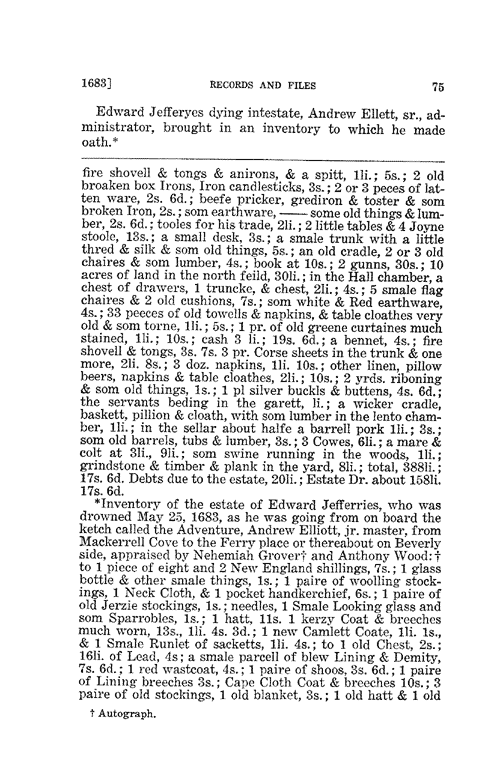 1683] RECORDS AND FILES 75
Edward Jefferyes dying intestate, Andrew Ellett, sr., ad-
ministrator, brought in an inventory to which he made
oath.*
fire shovell & tongs & anirons, & a spitt, 1li.; 5s.; 2 old
broaken box Irons, Iron candlesticks, 3s.; 2 or 3 peces of lat-
ten ware, 2s. 6d.; beefe pricker, grediron & toster & som
broken Iron, 2s.; som earthware, —— some old things & lum-
ber, 2s. 6d.; tooles for his trade, 2li.; 2 little tables & 4 Joyne
stoole, 13s.; a small desk, 3s.; a smale trunk with a little
thred & silk & som old things, 5s.; an old cradle, 2 or 3 old
chaires & som lumber, 4s.; book at 10s.; 2 gunns, 30s.; 10
acres of land in the north feild, 30li.; in the Hall chamber, a
chest of drawers, 1 truncke, & chest, 2li.; 4s.; 5 smale flag
chaires & 2 old cushions, 7s.; som white & Red earthware,
4s.; 33 peeces of old towells & napkins, & table cloathes very
old & som torne, 1li.; 5s.; 1 pr. of old greene curtaines much
stained, 1li.; 10s.; cash 3 li.; 19s. 6d.; a bennet, 4s.; fire
shovell & tongs, 3s. 7s. 3 pr. Corse sheets in the trunk & one
more, 2li. 8s.; 3 doz. napkins, 1li. 10s.; other linen, pillow
beers, napkins & table cloathes, 2li.; 10s.; 2 yrds. riboning
& som old things, 1s.; 1 pl silver buckls & buttens, 4s. 6d.;
the servants beding in the garett, li.; a wicker cradle,
baskett, pillion & cloath, with som lumber in the lento cham-
ber, 1li.; in the sellar about halfe a barrell pork 1li.; 3s.;
som old barrels, tubs & lumber, 3s.; 3 Cowes, 6li.; a mare &
colt at 3li., 9li.; som swine running in the woods, 1li.;
grindstone & timber & plank in the yard, 8li.; total, 388li.;
17s. 6d. Debts due to the estate, 20li.; Estate Dr. about 158li.
17s. 6d.
*Inventory of the estate of Edward Jefferries, who was
drowned May 25, 1683, as he was going from on board the
ketch called the Adventure, Andrew Elliott, jr. master, from
Mackerrell Cove to the Ferry place or thereabout on Beverly
side, appraised by Nehemiah Grover† and Anthony Wood:†
to 1 piece of eight and 2 New England shillings, 7s.; 1 glass
bottle & other smale things, 1s.; 1 paire of woolling stock-
ings, 1 Neck Cloth, & 1 pocket handkerchief, 6s.; 1 paire of
old Jerzie stockings, 1s.; needles, 1 Smale Looking glass and
som Sparrobles, 1s.; 1 hatt, 11s. 1 kerzy Coat & breeches
much worn, 13s., 1li. 4s. 3d.; 1 new Camlett Coate, 1li. 1s.,
& 1 Smale Runlet of sacketts, 1li. 4s.; to 1 old Chest, 2s.;
16li. of Lead, 4s; a smale parcell of blew Lining & Demity,
7s. 6d.; 1 red wastcoat, 4s.; 1 paire of shoos, 3s. 6d.; 1 paire
of Lining breeches 3s.; Cape Cloth Coat & breeches 10s.; 3
paire of old stockings, 1 old blanket, 3s.; 1 old hatt & 1 old
† Autograph.